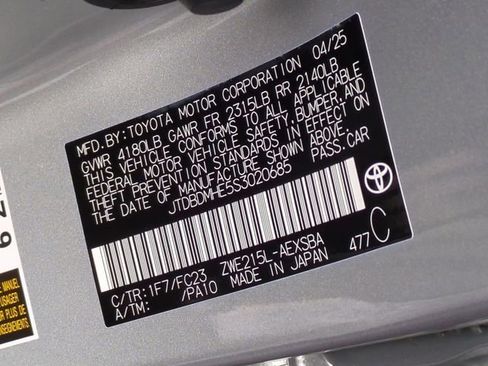 MFD. BY: TOYOTA MOTOR CORPORATION 04/25
GVWR 4180LB GAWR FR 2315LB RR 2140LB
THIS VEHICLE CONFORMS TO ALL APPLICABLE
FEDERAL MOTOR VEHICLE SAFETY, BUMPER, AND
THEFT PREVENTION STANDARDS IN EFFECT ON
THE DATE OF MANUFACTURE SHOWN ABOVE.
JTDBDMHE5S3020685 PASS.CAR
C/TR: 1F7/FC23 ZWE215L-AEXSBA 477 C
A/TM: /PA10 MADE IN JAPAN
MANUEL